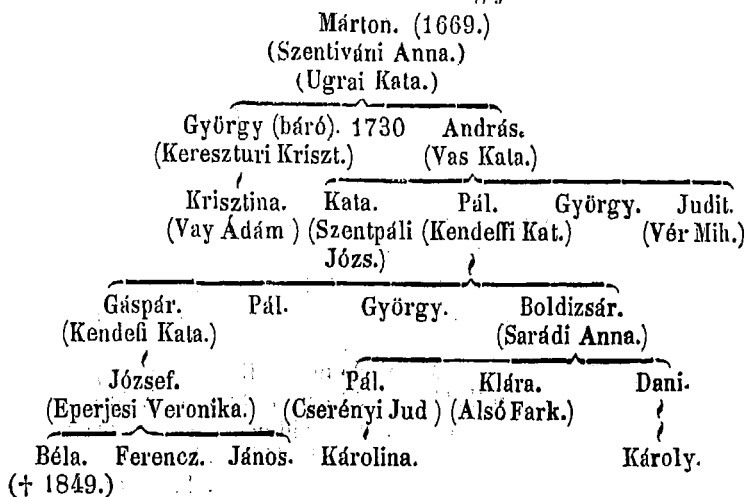 Márton. (1669.)
(Szentiváni Anna.)
(Ugrai Kata.)
György (báró). 1730 András.
(Kereszturi Kriszt.) (Vas Kata.)
Krisztina. Kata. Pál. György. Judit.
(Vay Ádám ) (Szentpáli (Kendeffi Kat.) (Vér Mih.)
Józs.)
Gáspár. Pál. György. Boldizsár.
(Kendefi Kata.) (Sarádi Anna.)
József. Pál. Klára. Dani.
(Eperjesi Veronika.) (Cserényi Jud ) (Alsó Fark.)
Béla. Ferencz. János. Károlina. Károly.
(† 1849.)